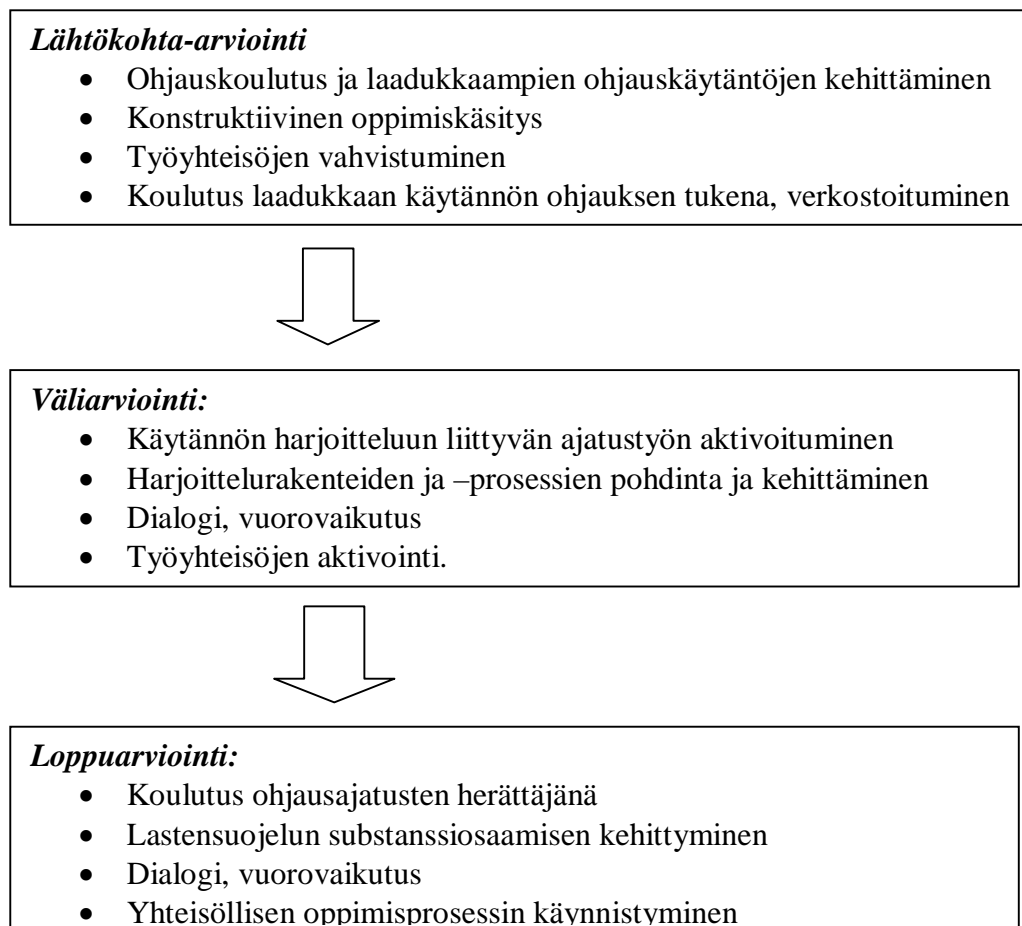 Lähtökohta-arviointi
• Ohjauskoulutus ja laadukkaampien ohjauskäytäntöjen kehittäminen
• Konstruktiivinen oppimiskäsitys
• Työyhteisöjen vahvistuminen
• Koulutus laadukkaan käytännön ohjauksen tukena, verkostoituminen
Väliarviointi:
• Käytännön harjoitteluun liittyvän ajatustyön aktivoituminen
• Harjoittelurakenteiden ja –prosessien pohdinta ja kehittäminen
• Dialogi, vuorovaikutus
• Työyhteisöjen aktivointi.
Loppuarviointi:
• Koulutus ohjausajatusten herättäjänä
• Lastensuojelun substanssiosaamisen kehittyminen
• Dialogi, vuorovaikutus
• Yhteisöllisen oppimisprosessin käynnistyminen